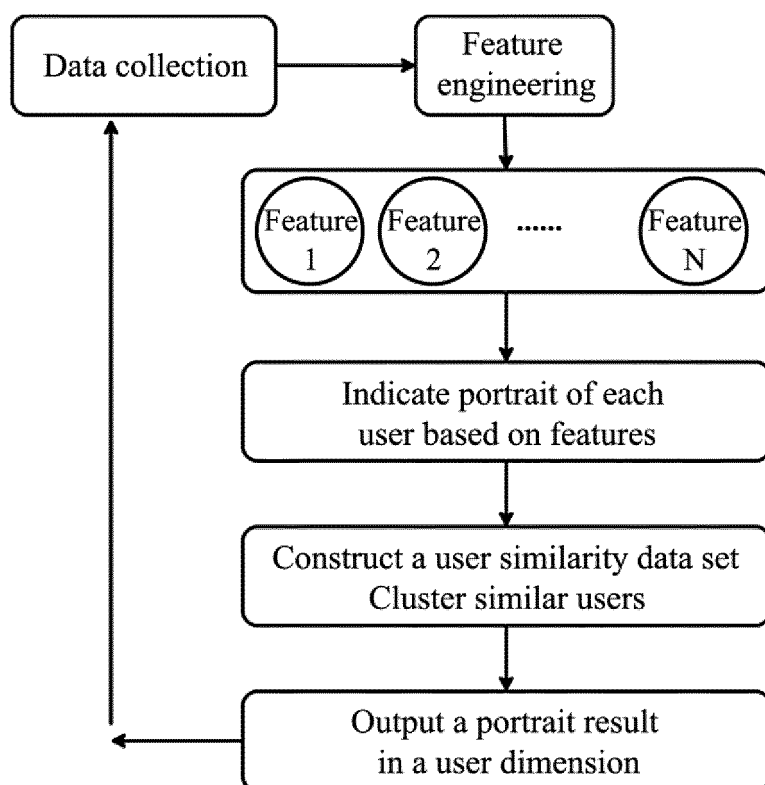 Data collection
Feature
engineering
Feature
1
Feature
2
......
Feature
N
Indicate portrait of each
user based on features
Construct a user similarity data set
Cluster similar users
Output a portrait result
in a user dimension